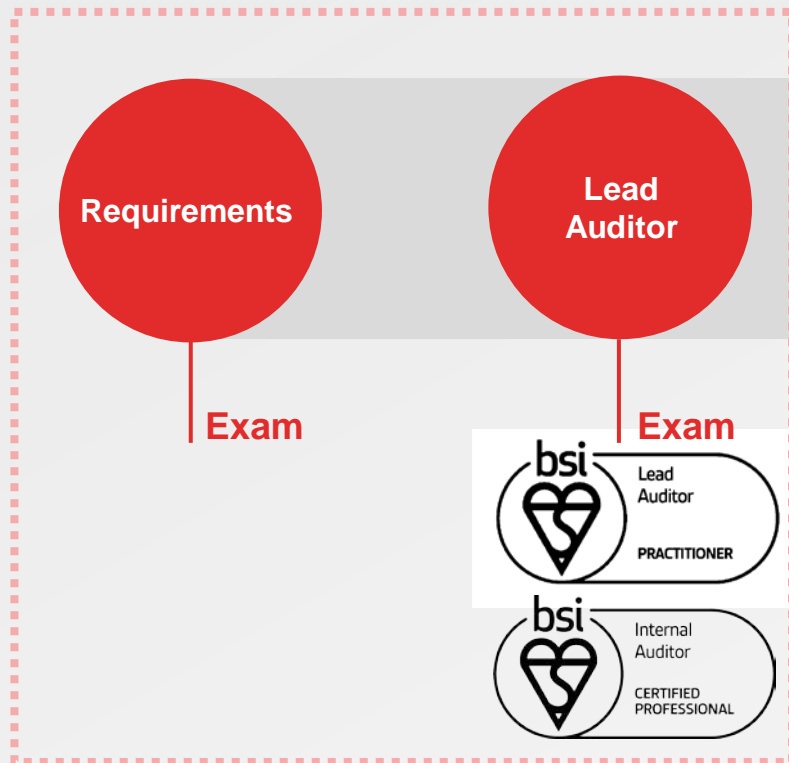 Requirements
Lead
Auditor
Exam
Exam
bsi
Lead
Auditor
PRACTITIONER
bsi
Internal
Auditor
CERTIFIED
PROFESSIONAL